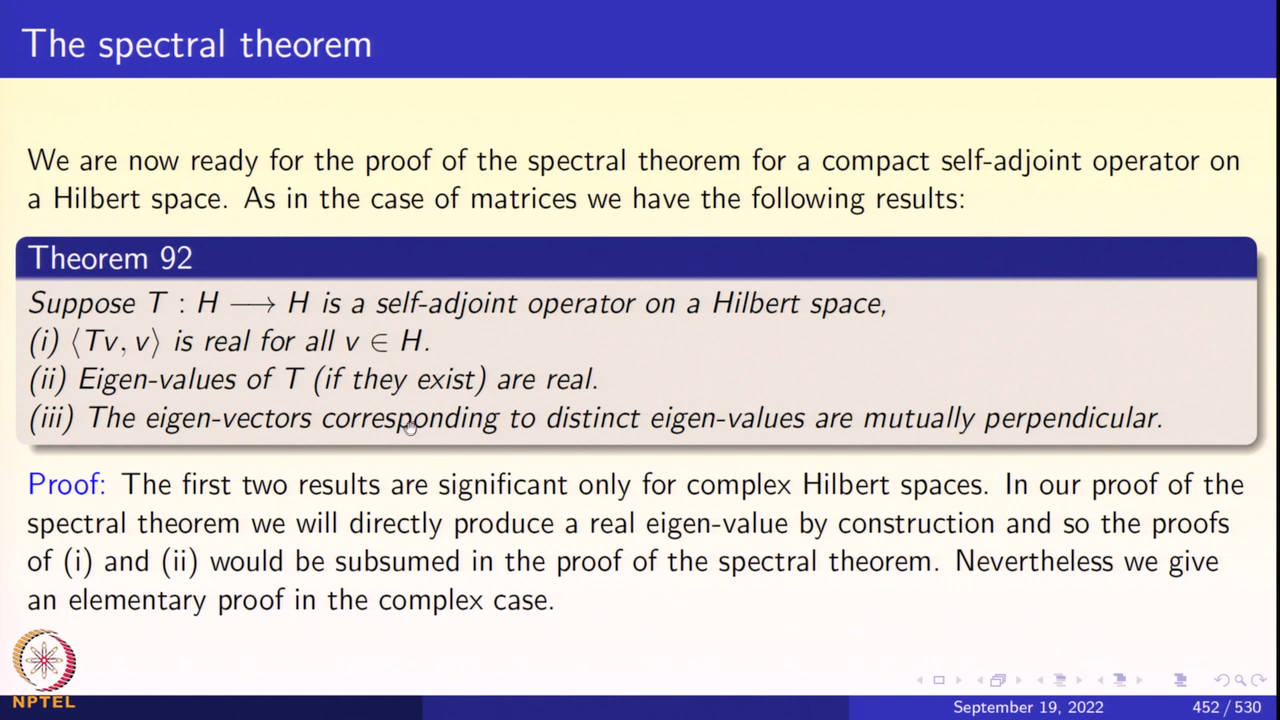 The spectral theorem
We are now ready for the proof of the spectral theorem for a compact self-adjoint operator on
a Hilbert space. As in the case of matrices we have the following results:
Theorem 92
Suppose T : H ⟶ H is a self-adjoint operator on a Hilbert space,
(i) ⟨Tv, v⟩ is real for all v ∈ H.
(ii) Eigen-values of T (if they exist) are real.
(iii) The eigen-vectors corresponding to distinct eigen-values are mutually perpendicular.
Proof: The first two results are significant only for complex Hilbert spaces. In our proof of the
spectral theorem we will directly produce a real eigen-value by construction and so the proofs
of (i) and (ii) would be subsumed in the proof of the spectral theorem. Nevertheless we give
an elementary proof in the complex case.
NPTEL
September 19, 2022
452 / 530